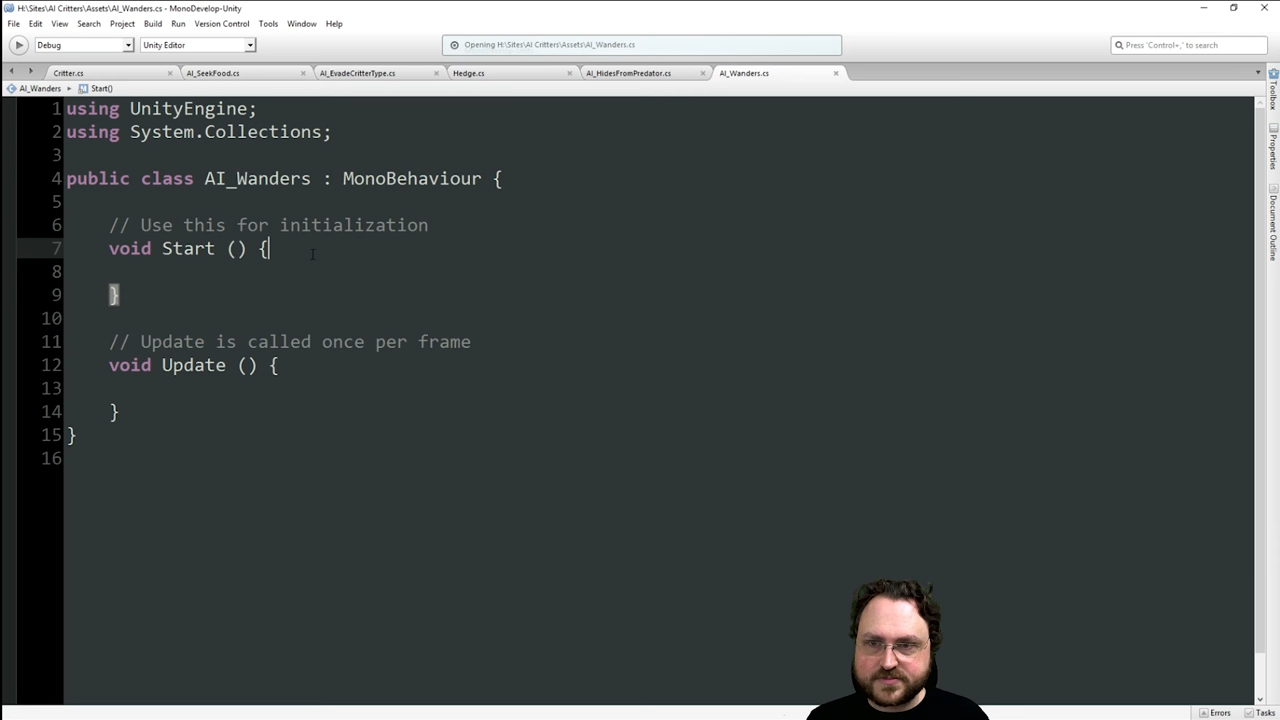 H:\Sites\AI Critters\Assets\AI_Wanders.cs - MonoDevelop-Unity
File Edit View Search Project Build Run Version Control Tools Window Help
Debug Unity Editor Opening H:\Sites\AI Critters\Assets\AI_Wanders.cs Press 'Control+,' to search
Critter.cs AI_SeekFood.cs AI_EvadeCritterType.cs Hedge.cs AI_HidesFromPredator.cs AI_Wanders.cs
AI_Wanders Start()
1 using UnityEngine;
2 using System.Collections;
3
4 public class AI_Wanders : MonoBehaviour {
5
6 // Use this for initialization
7 void Start () {
8
9 }
10
11 // Update is called once per frame
12 void Update () {
13
14 }
15 }
16
Toolbox
Properties
Document Outline
Errors Tasks